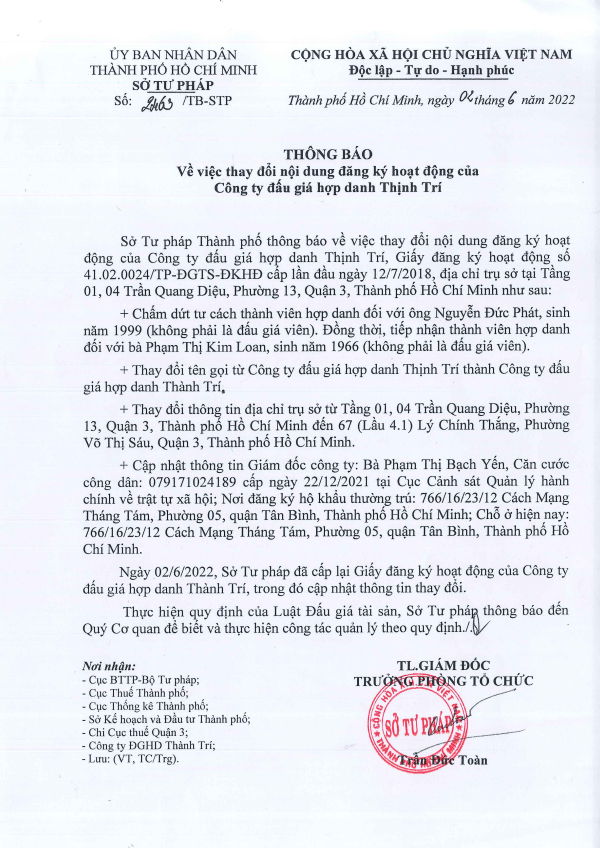 ỦY BAN NHÂN DÂN
THÀNH PHỐ HỒ CHÍ MINH
SỞ TƯ PHÁP
Số: 2463 /TB-STP
CỘNG HÒA XÃ HỘI CHỦ NGHĨA VIỆT NAM
Độc lập - Tự do - Hạnh phúc
Thành phố Hồ Chí Minh, ngày 02 tháng 6 năm 2022
THÔNG BÁO
Về việc thay đổi nội dung đăng ký hoạt động của
Công ty đấu giá hợp danh Thịnh Trí
Sở Tư pháp Thành phố thông báo về việc thay đổi nội dung đăng ký hoạt
động của Công ty đấu giá hợp danh Thịnh Trí, Giấy đăng ký hoạt động số
41.02.0024/TP-ĐGTS-ĐKHĐ cấp lần đầu ngày 12/7/2018, địa chỉ trụ sở tại Tầng
01, 04 Trần Quang Diệu, Phường 13, Quận 3, Thành phố Hồ Chí Minh như sau:
+ Chấm dứt tư cách thành viên hợp danh đối với ông Nguyễn Đức Phát, sinh
năm 1999 (không phải là đấu giá viên). Đồng thời, tiếp nhận thành viên hợp danh
đối với bà Phạm Thị Kim Loan, sinh năm 1966 (không phải là đấu giá viên).
+ Thay đổi tên gọi từ Công ty đấu giá hợp danh Thịnh Trí thành Công ty đấu
giá hợp danh Thành Trí.
+ Thay đổi thông tin địa chỉ trụ sở từ Tầng 01, 04 Trần Quang Diệu, Phường
13, Quận 3, Thành phố Hồ Chí Minh đến 67 (Lầu 4.1) Lý Chính Thắng, Phường
Võ Thị Sáu, Quận 3, Thành phố Hồ Chí Minh.
+ Cập nhật thông tin Giám đốc công ty: Bà Phạm Thị Bạch Yến, Căn cước
công dân: 079171024189 cấp ngày 22/12/2021 tại Cục Cảnh sát Quản lý hành
chính về trật tự xã hội; Nơi đăng ký hộ khẩu thường trú: 766/16/23/12 Cách Mạng
Tháng Tám, Phường 05, quận Tân Bình, Thành phố Hồ Chí Minh; Chỗ ở hiện nay:
766/16/23/12 Cách Mạng Tháng Tám, Phường 05, quận Tân Bình, Thành phố Hồ
Chí Minh.
Ngày 02/6/2022, Sở Tư pháp đã cấp lại Giấy đăng ký hoạt động của Công ty
đấu giá hợp danh Thành Trí, trong đó cập nhật thông tin thay đổi.
Thực hiện quy định của Luật Đấu giá tài sản, Sở Tư pháp thông báo đến
Quý Cơ quan để biết và thực hiện công tác quản lý theo quy định./.
Nơi nhận:
- Cục BTTP-Bộ Tư pháp;
- Cục Thuế Thành phố;
- Cục Thống kê Thành phố;
- Sở Kế hoạch và Đầu tư Thành phố;
- Chi Cục thuế Quận 3;
- Công ty ĐGHD Thành Trí;
- Lưu: (VT, TC/Trg).
TL.GIÁM ĐỐC
TRƯỞNG PHÒNG TỔ CHỨC
SỞ TƯ PHÁP
Trần Đức Toàn